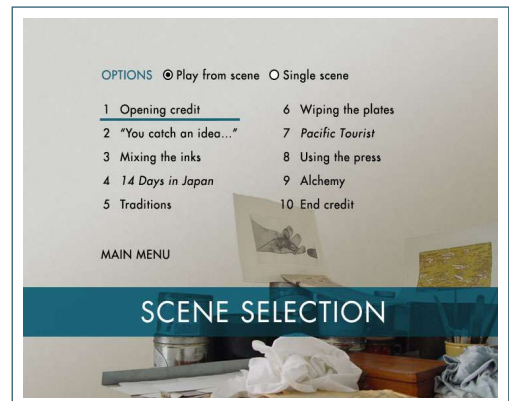 OPTIONS Play from scene Single scene
1 Opening credit
2 “You catch an idea...”
3 Mixing the inks
4 14 Days in Japan
5 Traditions
6 Wiping the plates
7 Pacific Tourist
8 Using the press
9 Alchemy
10 End credit
MAIN MENU
SCENE SELECTION